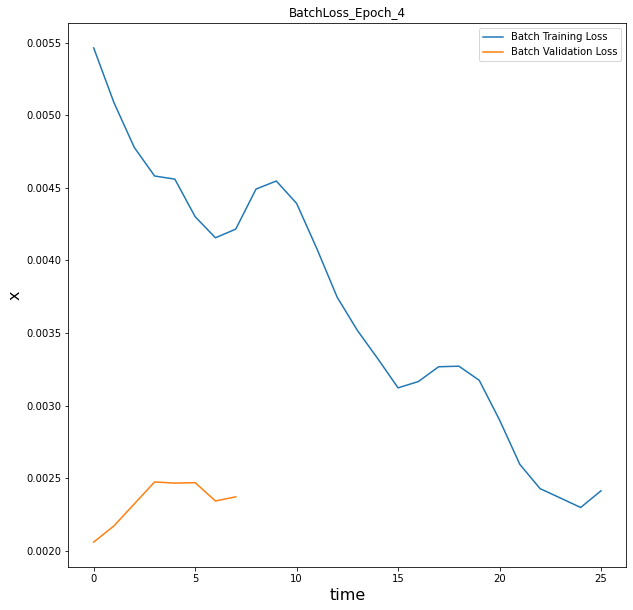 BatchLoss_Epoch_4
Batch Training Loss
Batch Validation Loss
0.0055
0.0050
0.0045
0.0040
0.0035
0.0030
0.0025
0.0020
x
0 5 10 15 20 25
time